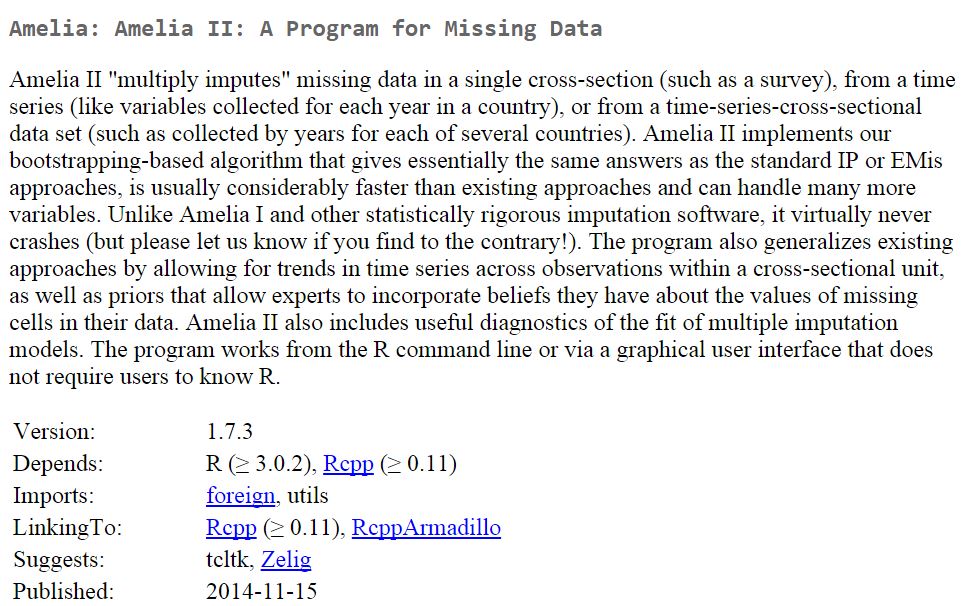 Amelia: Amelia II: A Program for Missing Data
Amelia II "multiply imputes" missing data in a single cross-section (such as a survey), from a time
series (like variables collected for each year in a country), or from a time-series-cross-sectional
data set (such as collected by years for each of several countries). Amelia II implements our
bootstrapping-based algorithm that gives essentially the same answers as the standard IP or EMis
approaches, is usually considerably faster than existing approaches and can handle many more
variables. Unlike Amelia I and other statistically rigorous imputation software, it virtually never
crashes (but please let us know if you find to the contrary!). The program also generalizes existing
approaches by allowing for trends in time series across observations within a cross-sectional unit,
as well as priors that allow experts to incorporate beliefs they have about the values of missing
cells in their data. Amelia II also includes useful diagnostics of the fit of multiple imputation
models. The program works from the R command line or via a graphical user interface that does
not require users to know R.
Version: 1.7.3
Depends: R (≥ 3.0.2), Rcpp (≥ 0.11)
Imports: foreign, utils
LinkingTo: Rcpp (≥ 0.11), RcppArmadillo
Suggests: tcltk, Zelig
Published: 2014-11-15